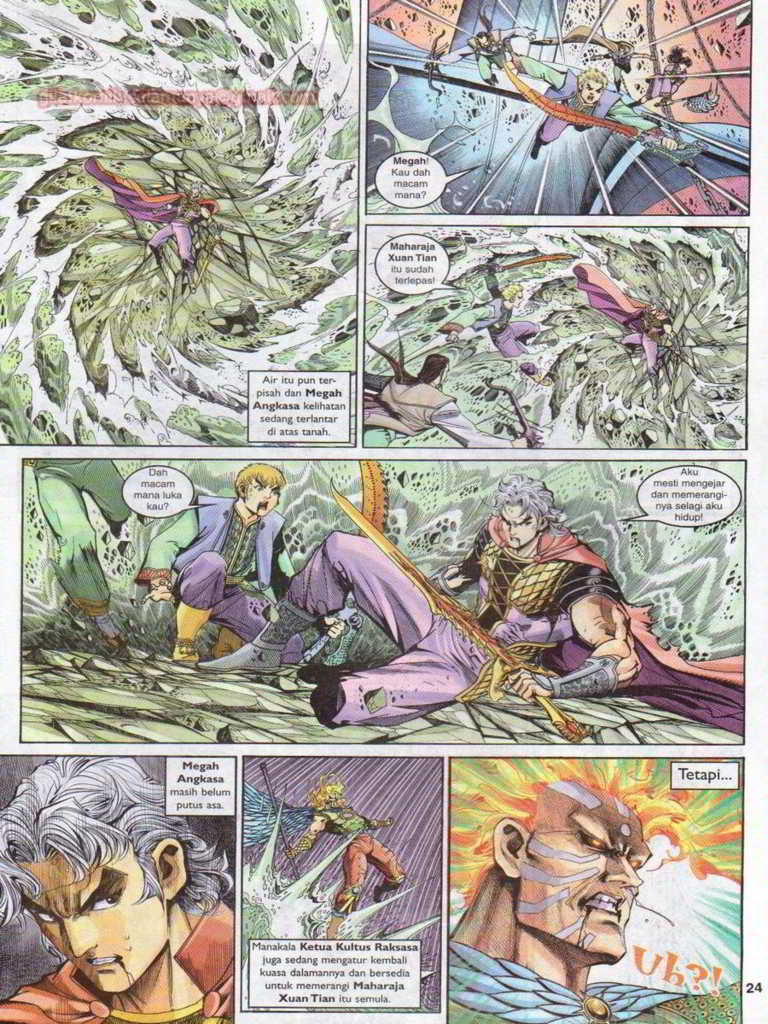 Air itu pun ter-
pisah dan Megah
Angkasa kelihatan
sedang terlantar
di atas tanah.
Megah!
Kau dah
macam
mana?
Maharaja
Xuan Tian
itu sudah
terlepas!
Dah
macam
mana luka
kau?
Aku
mesti mengejar
dan memerangi-
nya selagi aku
hidup!
Megah
Angkasa
masih belum
putus asa.
Manakala Ketua Kultus Raksasa
juga sedang mengatur kembali
kuasa dalamannya dan bersedia
untuk memerangi Maharaja
Xuan Tian itu semula.
Tetapi...
Uh?!
24